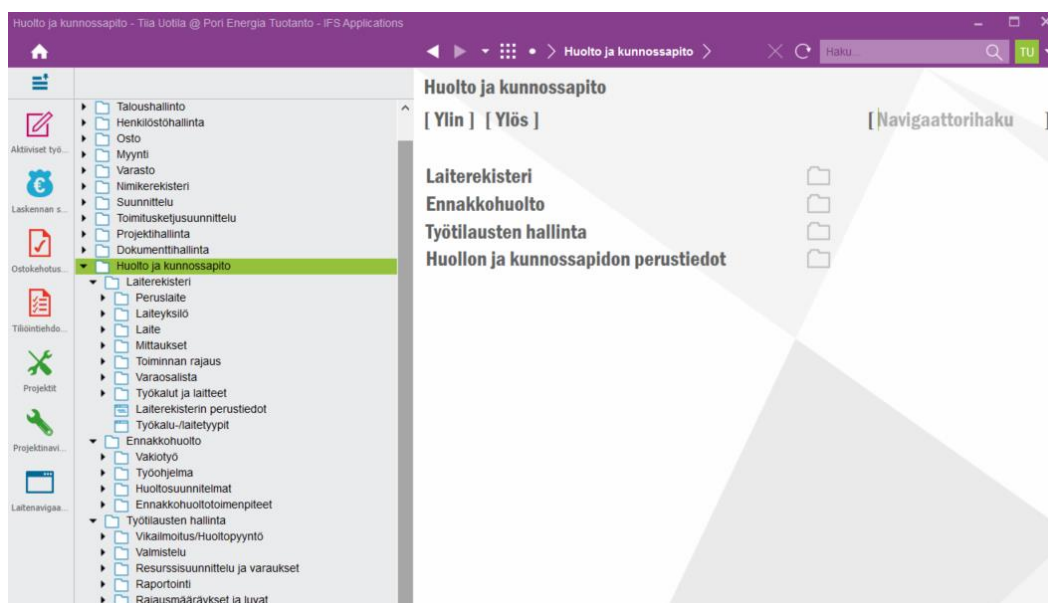 Huolto ja kunnossapito - Tiia Uotila @ Pori Energia Tuotanto - IFS Applications
Huolto ja kunnossapito
Haku...
TU
Aktiiviset työ...
Laskennan s...
Ostokehotus...
Tiliöintiehdo...
Projektit
Projektinavi...
Laitenavigaa...
Taloushallinto
Henkilöstöhallinta
Osto
Myynti
Varasto
Nimikerekisteri
Suunnittelu
Toimitusketjusuunnittelu
Projektihallinta
Dokumenttihallinta
Huolto ja kunnossapito
Laiterekisteri
Peruslaite
Laiteyksilö
Laite
Mittaukset
Toiminnan rajaus
Varaosalista
Työkalut ja laitteet
Laiterekisterin perustiedot
Työkalu-/laitetyypit
Ennakkohuolto
Vakiotyö
Työohjelma
Huoltosuunnitelmat
Ennakkohuoltotoimenpiteet
Työtilausten hallinta
Vikailmoitus/Huoltopyyntö
Valmistelu
Resurssisuunnittelu ja varaukset
Raportointi
Rajausmääräykset ja luvat
Huolto ja kunnossapito
[ Ylin ] [ Ylös ]
[ Navigaattorihaku ]
Laiterekisteri
Ennakkohuolto
Työtilausten hallinta
Huollon ja kunnossapidon perustiedot